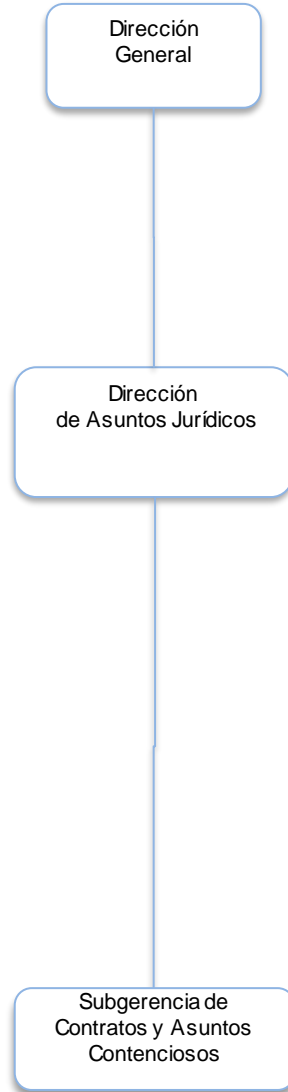 Dirección
General
Dirección
de Asuntos Jurídicos
Subgerencia de
Contratos y Asuntos
Contenciosos